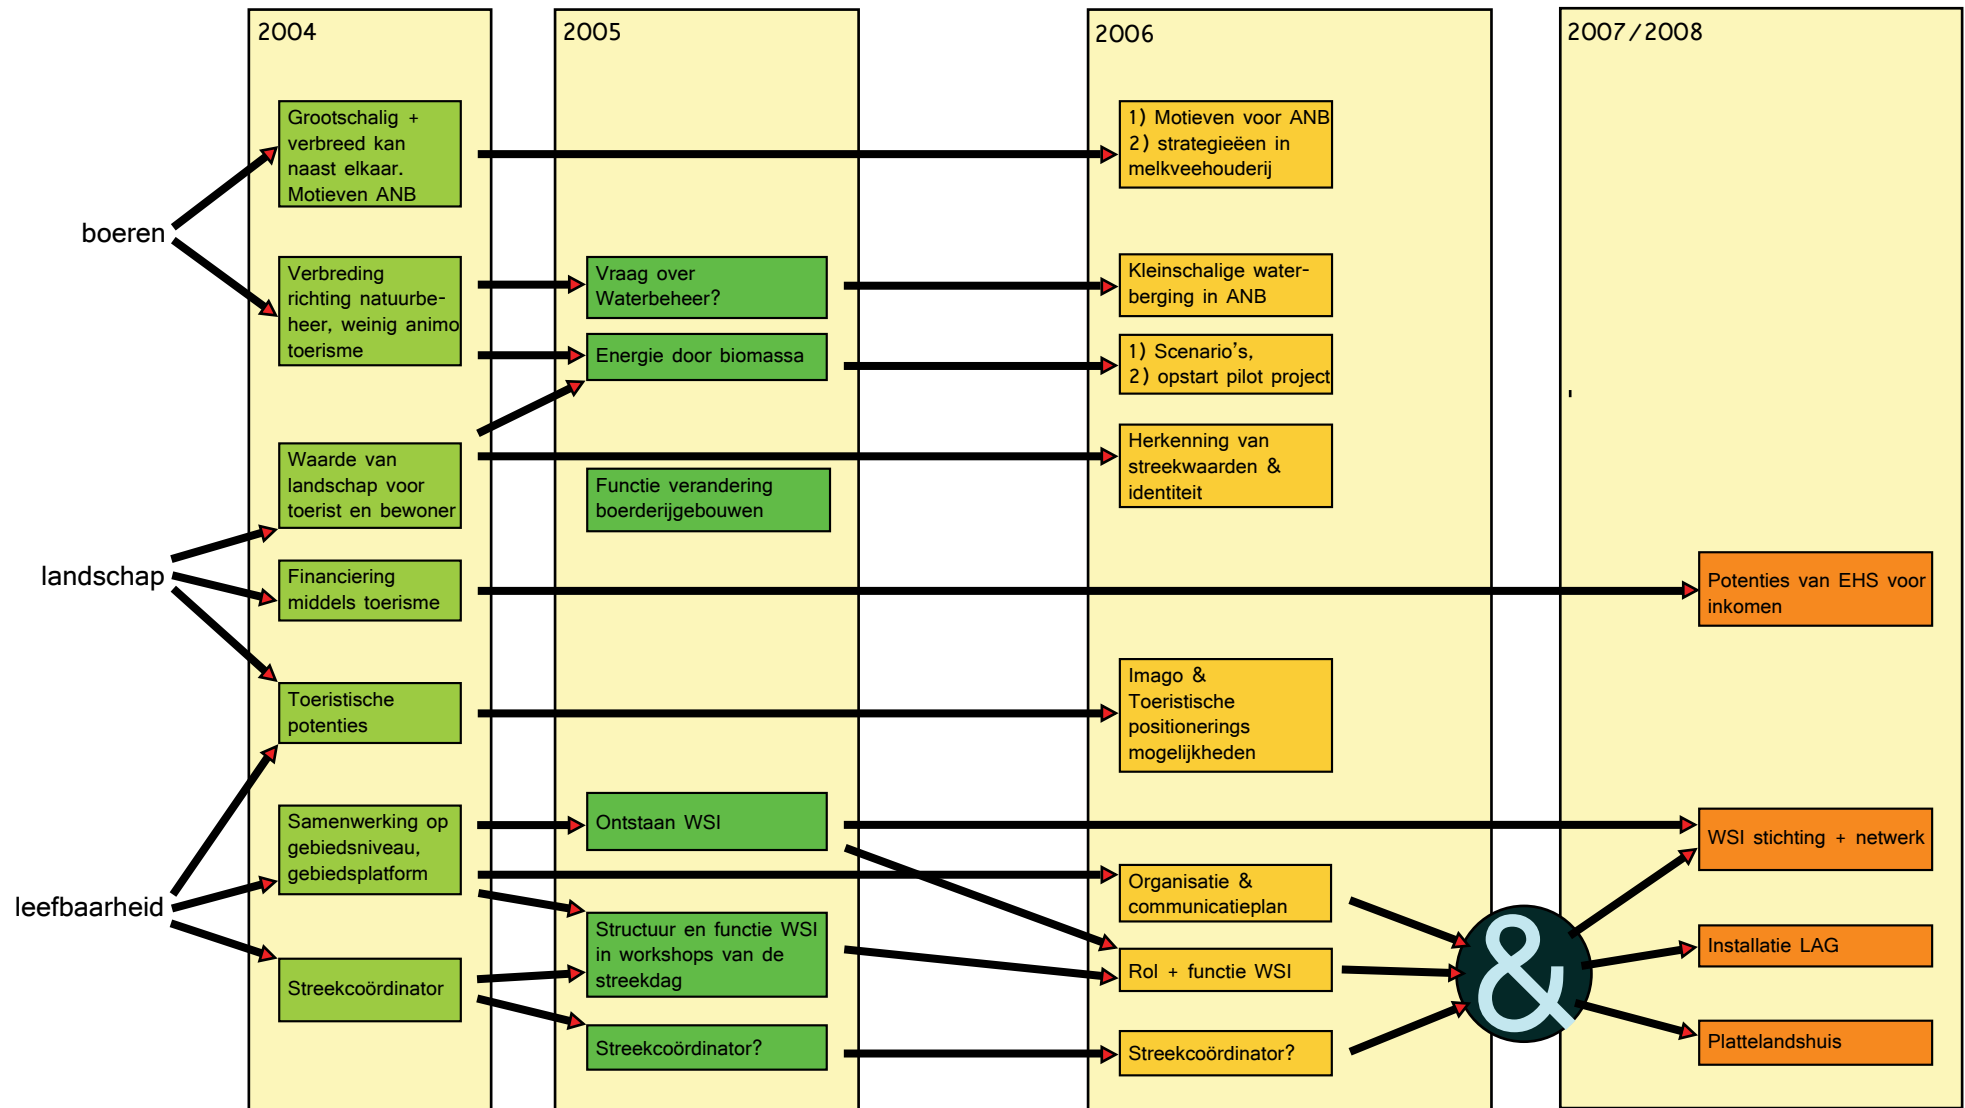 2004
2005
2006
2007/2008
boeren
landschap
leefbaarheid
Grootschalig +
verbreed kan
naast elkaar.
Motieven ANB
Verbreding
richting natuurbe-
heer, weinig animo
toerisme
Waarde van
landschap voor
toerist en bewoner
Financiering
middels toerisme
Toeristische
potenties
Samenwerking op
gebiedsniveau,
gebiedsplatform
Streekcoördinator
Vraag over
Waterbeheer?
Energie door biomassa
Functie verandering
boerderijgebouwen
Ontstaan WSI
Structuur en functie WSI
in workshops van de
streekdag
Streekcoördinator?
1) Motieven voor ANB
2) strategieëen in
melkveehouderij
Kleinschalige water-
berging in ANB
1) Scenario's,
2) opstart pilot project
Herkenning van
streekwaarden &
identiteit
Imago &
Toeristische
positionerings
mogelijkheden
Organisatie &
communicatieplan
Rol + functie WSI
Streekcoördinator?
&
'
Potenties van EHS voor
inkomen
WSI stichting + netwerk
Installatie LAG
Plattelandshuis